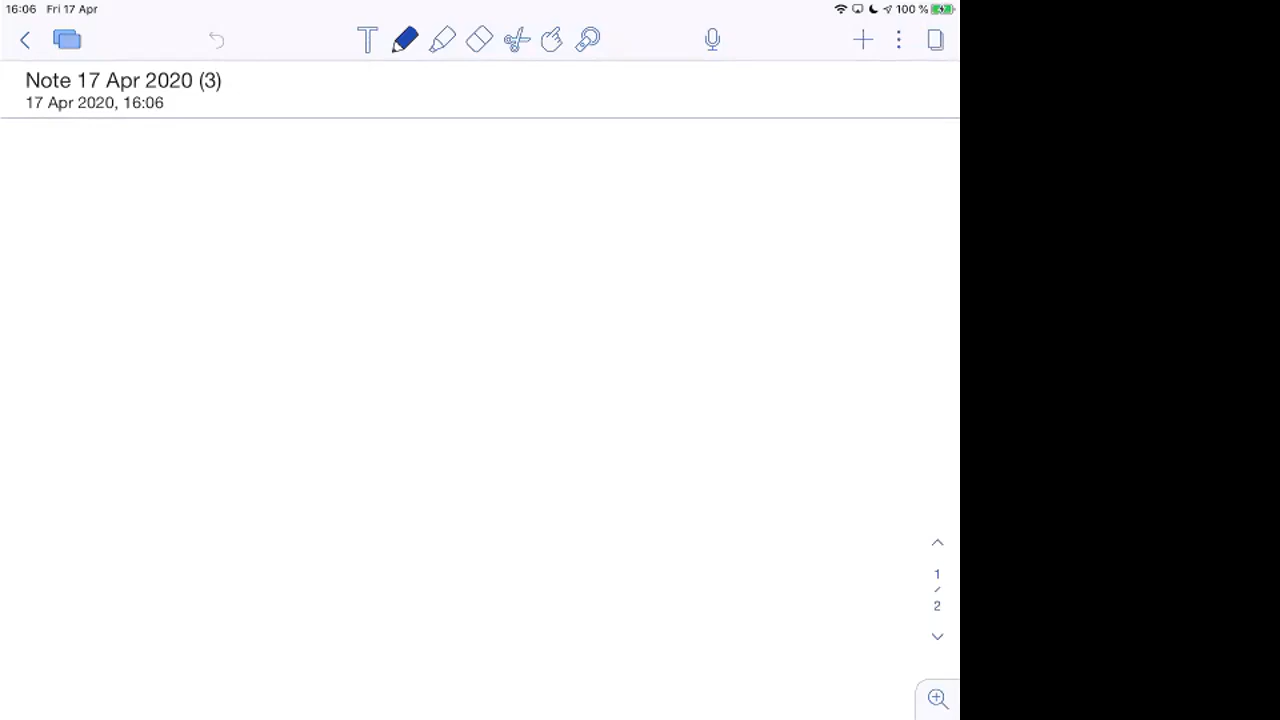 16:06 Fri 17 Apr 100 %
T
Note 17 Apr 2020 (3)
17 Apr 2020, 16:06
1
/
2